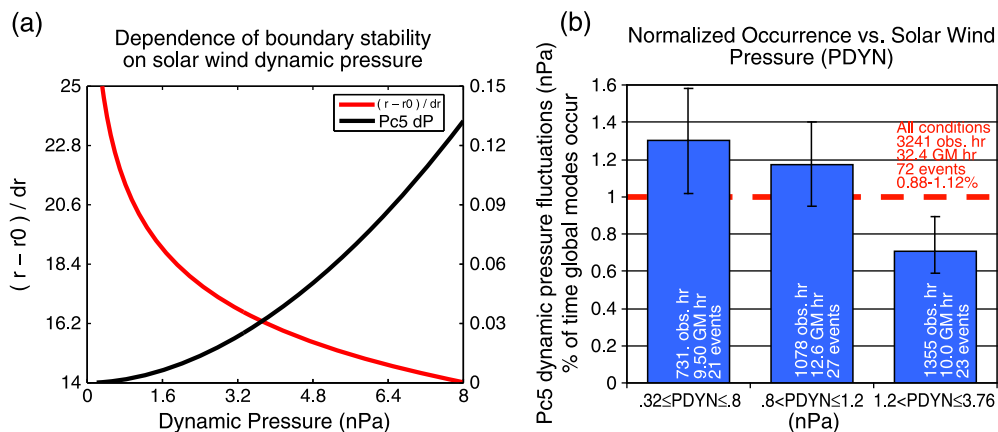 (a)
Dependence of boundary stability
on solar wind dynamic pressure
25
22.8
20.6
18.4
16.2
14
( r − r0 ) / dr
0.15
0.12
0.09
0.06
0.03
0
( r − r0 ) / dr
Pc5 dP
0
1.6
3.2
4.8
6.4
8
Dynamic Pressure (nPa)
Pc5 dynamic pressure fluctuations (nPa)
(b)
Normalized Occurrence vs. Solar Wind
Pressure (PDYN)
% of time global modes occur
1.6
1.4
1.2
1
0.8
0.6
0.4
0.2
0
All conditions
3241 obs. hr
32.4 GM hr
72 events
0.88-1.12%
731. obs. hr
9.50 GM hr
21 events
1078 obs. hr
12.6 GM hr
27 events
1355 obs. hr
10.0 GM hr
23 events
.32≤PDYN≤.8
.8<PDYN≤1.2
1.2<PDYN≤3.76
(nPa)